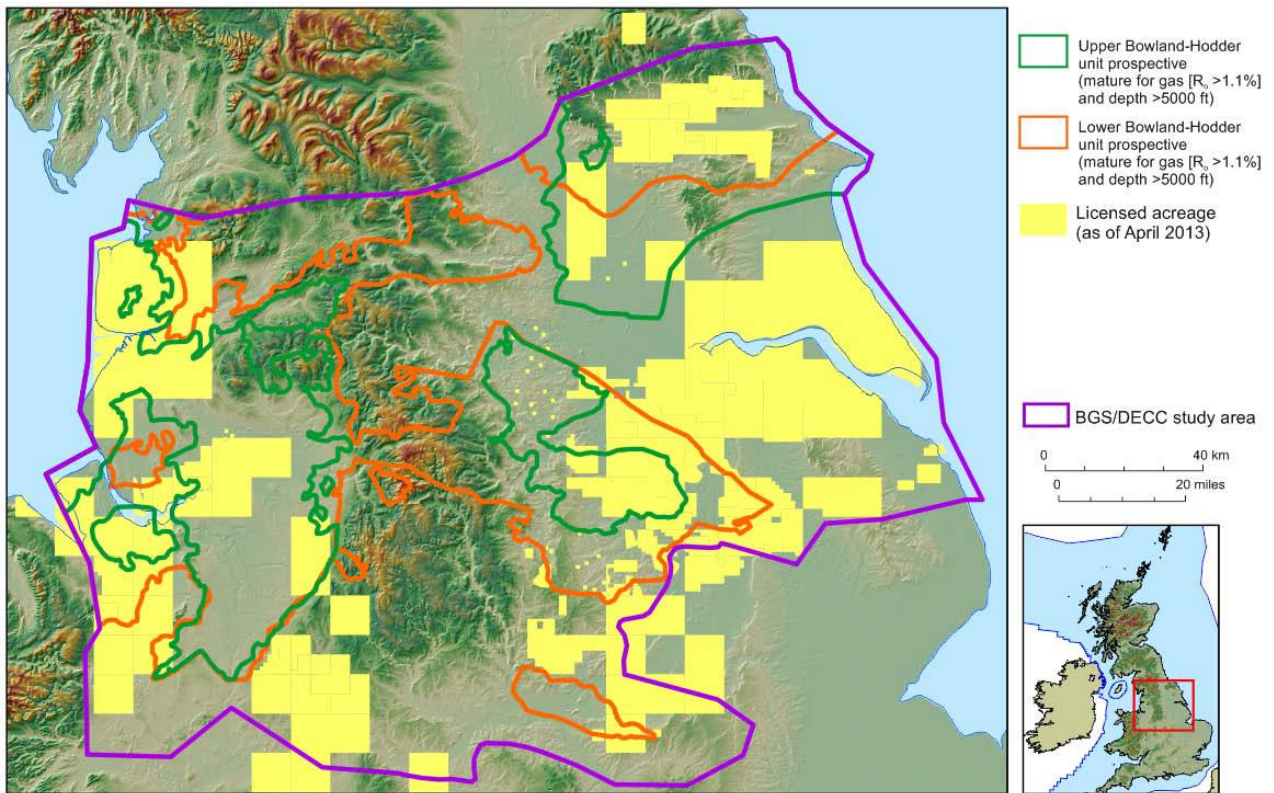 Upper Bowland-Hodder
unit prospective
(mature for gas [Ro >1.1%]
and depth >5000 ft)
Lower Bowland-Hodder
unit prospective
(mature for gas [Ro >1.1%]
and depth >5000 ft)
Licensed acreage
(as of April 2013)
BGS/DECC study area
0 40 km
0 20 miles